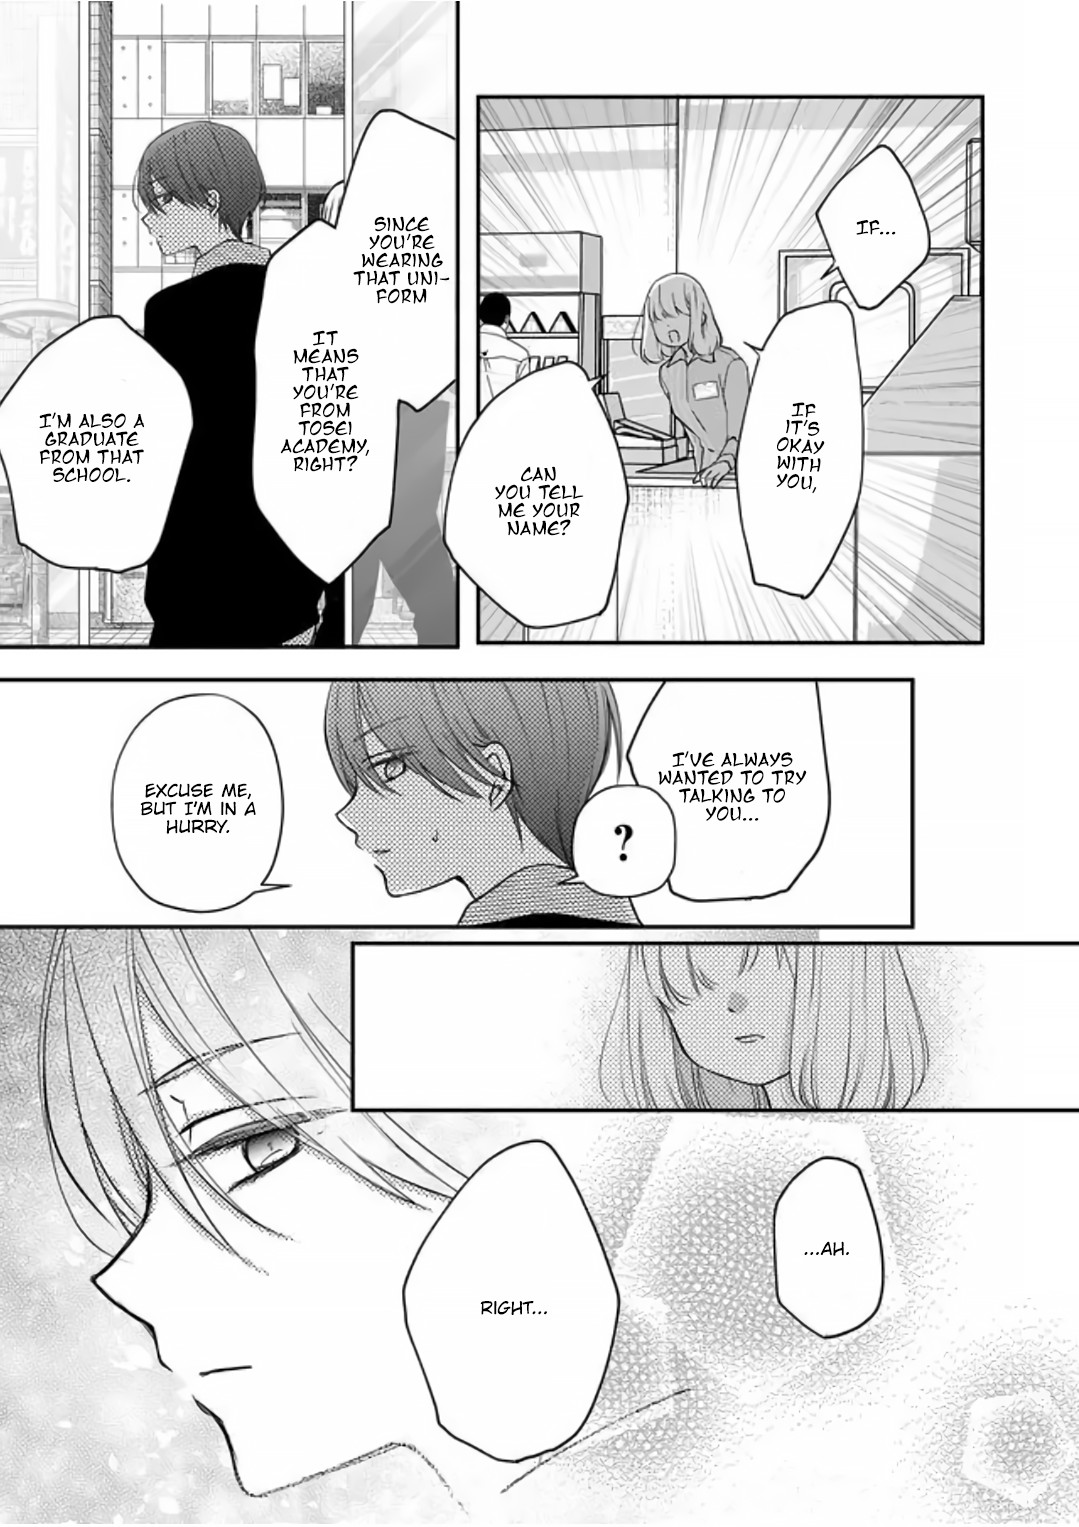 IF...
IF
IT'S
OKAY
WITH
YOU,
CAN
YOU TELL
ME YOUR
NAME?
SINCE
YOU'RE
WEARING
THAT UNI-
FORM
IT
MEANS
THAT
YOU'RE
FROM
TOSEI
ACADEMY,
RIGHT?
I'M ALSO A
GRADUATE
FROM THAT
SCHOOL.
I'VE ALWAYS
WANTED TO TRY
TALKING TO
YOU...
?
EXCUSE ME,
BUT I'M IN A
HURRY.
...AH.
RIGHT...